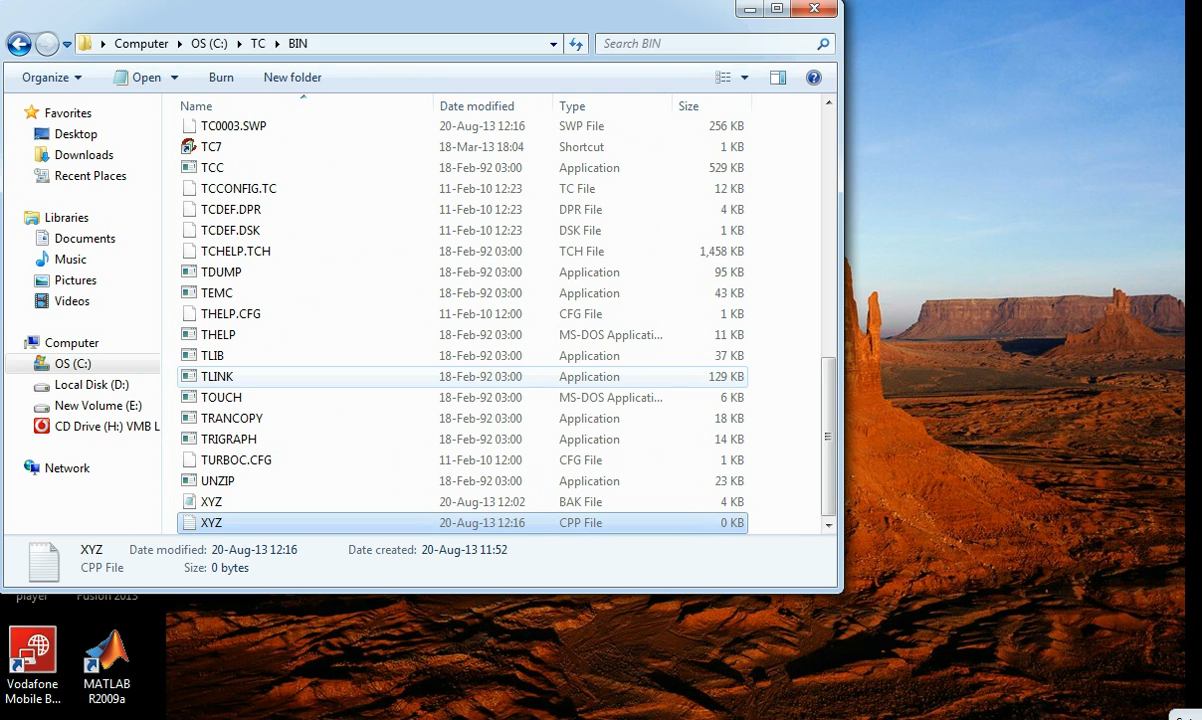 Computer OS (C:) TC BIN
Search BIN
Organize Open Burn New folder
Favorites
Desktop
Downloads
Recent Places
Libraries
Documents
Music
Pictures
Videos
Computer
OS (C:)
Local Disk (D:)
New Volume (E:)
CD Drive (H:) VMB L
Network
Name Date modified Type Size
TC0003.SWP 20-Aug-13 12:16 SWP File 256 KB
TC7 18-Mar-13 18:04 Shortcut 1 KB
TCC 18-Feb-92 03:00 Application 529 KB
TCCONFIG.TC 11-Feb-10 12:23 TC File 12 KB
TCDEF.DPR 11-Feb-10 12:23 DPR File 4 KB
TCDEF.DSK 11-Feb-10 12:23 DSK File 1 KB
TCHELP.TCH 18-Feb-92 03:00 TCH File 1,458 KB
TDUMP 18-Feb-92 03:00 Application 95 KB
TEMC 18-Feb-92 03:00 Application 43 KB
THELP.CFG 11-Feb-10 12:00 CFG File 1 KB
THELP 18-Feb-92 03:00 MS-DOS Applicati... 11 KB
TLIB 18-Feb-92 03:00 Application 37 KB
TLINK 18-Feb-92 03:00 Application 129 KB
TOUCH 18-Feb-92 03:00 MS-DOS Applicati... 6 KB
TRANCOPY 18-Feb-92 03:00 Application 18 KB
TRIGRAPH 18-Feb-92 03:00 Application 14 KB
TURBOC.CFG 11-Feb-10 12:00 CFG File 1 KB
UNZIP 18-Feb-92 03:00 Application 23 KB
XYZ 20-Aug-13 12:02 BAK File 4 KB
XYZ 20-Aug-13 12:16 CPP File 0 KB
XYZ Date modified: 20-Aug-13 12:16 Date created: 20-Aug-13 11:52
CPP File Size: 0 bytes
player Fusion 2013
Vodafone
Mobile B...
MATLAB
R2009a